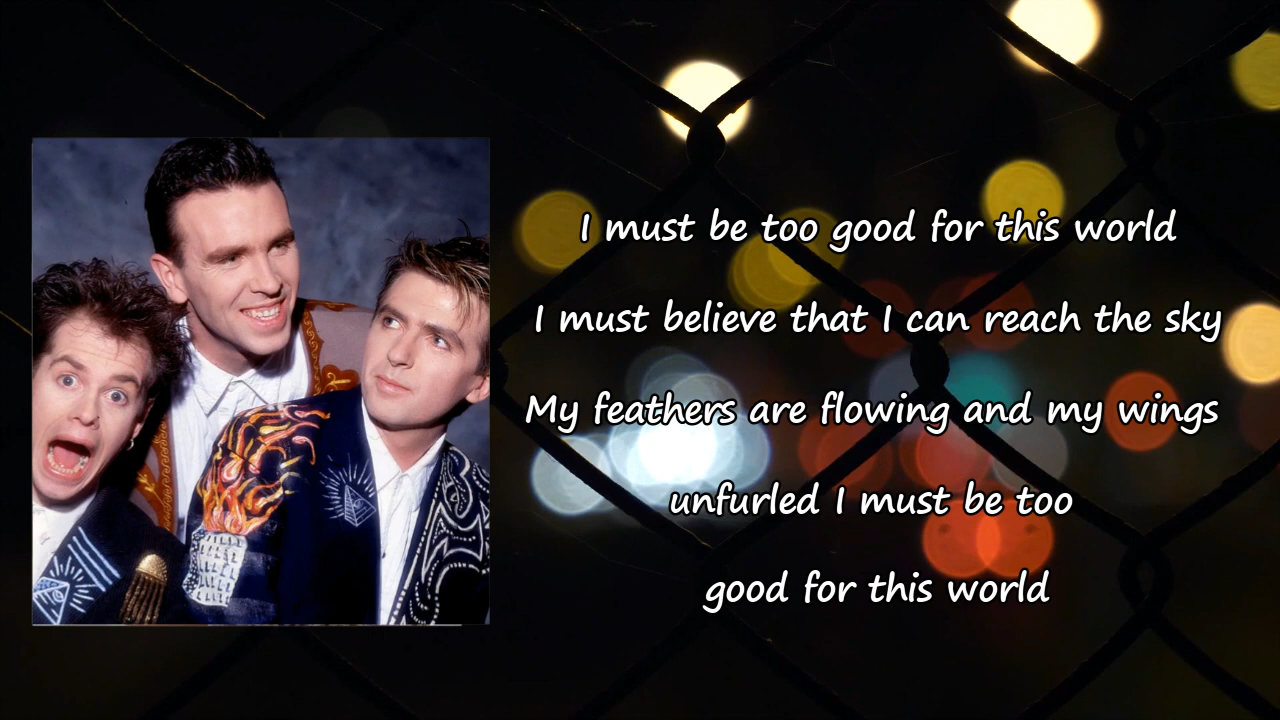 I must be too good for this world
I must believe that I can reach the sky
My feathers are flowing and my wings
unfurled I must be too
good for this world